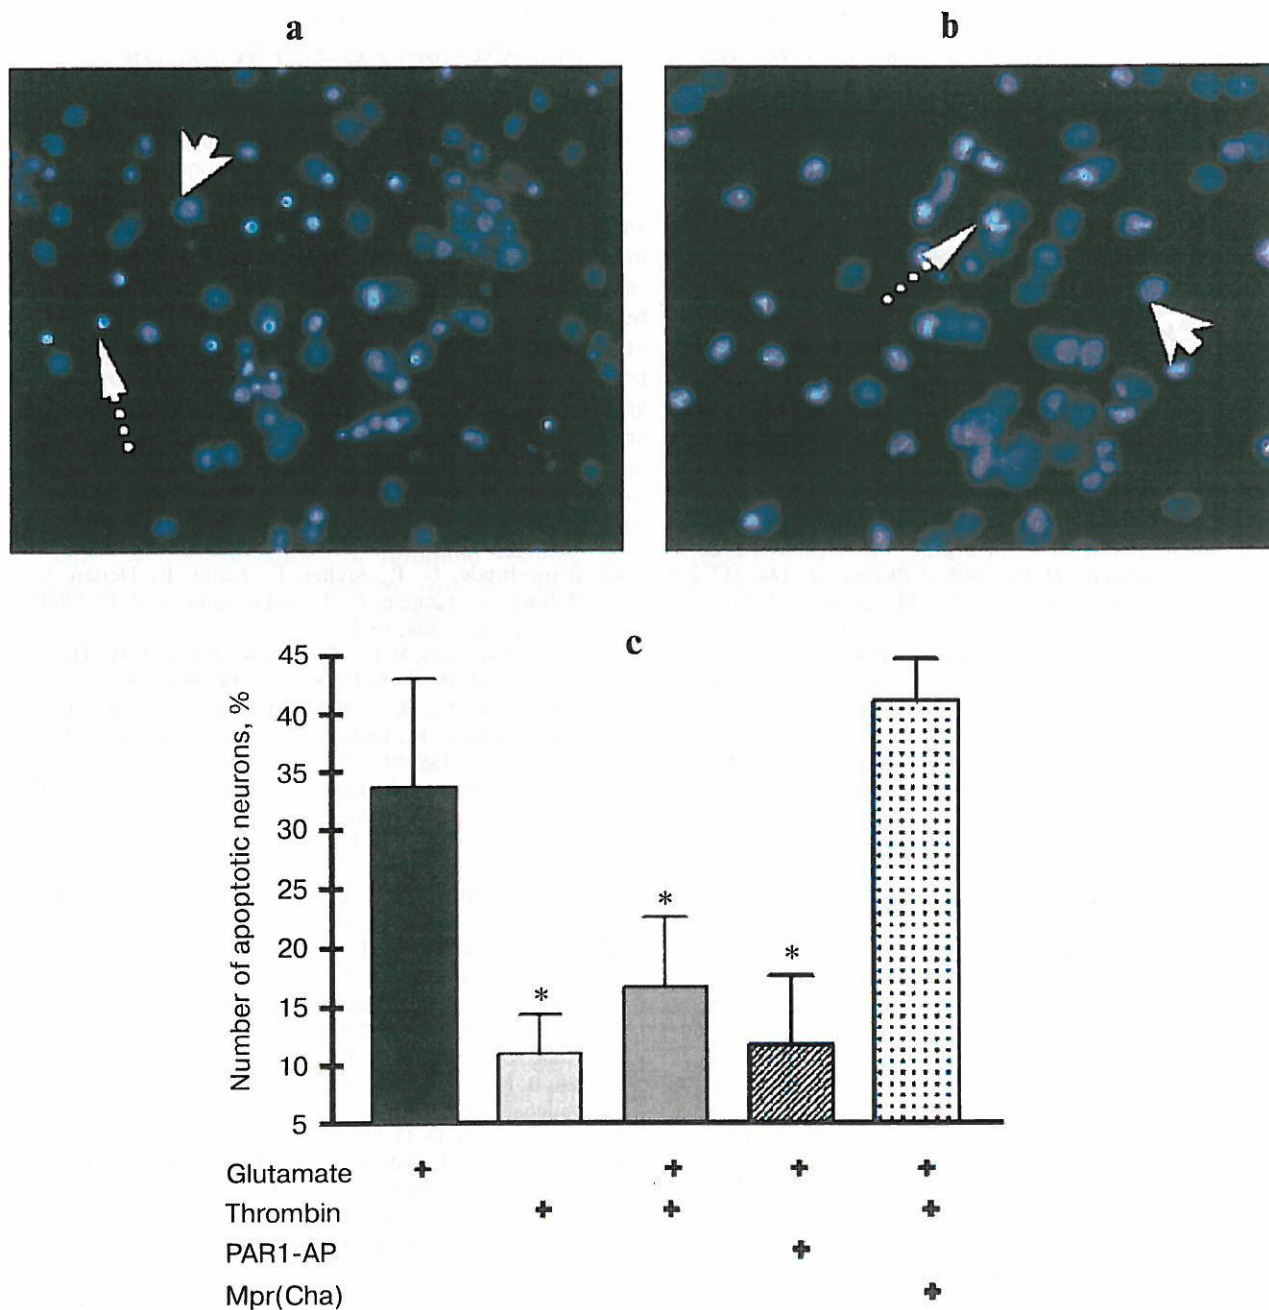 a
b
c
Number of apoptotic neurons, %
45
40
35
30
25
20
15
10
5
*
*
*
Glutamate + + + +
Thrombin + + +
PAR1-AP +
Mpr(Cha) +